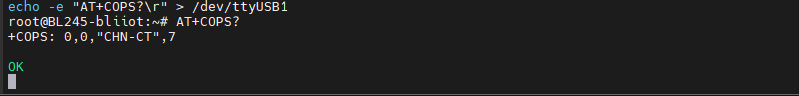 echo -e "AT+COPS?\r" > /dev/ttyUSB1
root@BL245-bliiot:~# AT+COPS?
+COPS: 0,0,"CHN-CT",7
OK